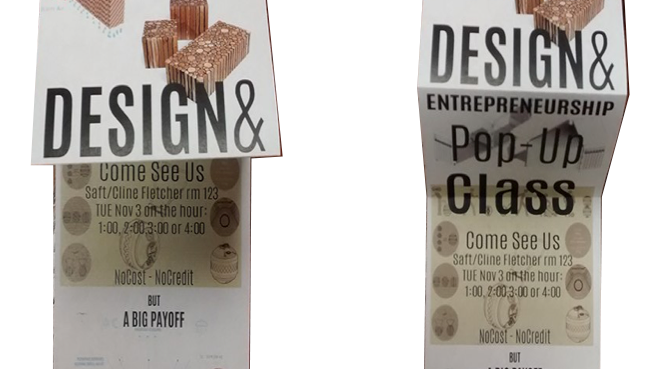 DESIGN&
Come See Us
Saft/Cline Fletcher rm 123
TUE Nov 3 on the hour:
1:00, 2:00 3:00 or 4:00
NoCost - NoCredit
BUT
A BIG PAYOFF
DESIGN&
ENTREPRENEURSHIP
Pop-Up
Class
Come See Us
Saft/Cline Fletcher rm 123
TUE Nov 3 on the hour:
1:00, 2:00 3:00 or 4:00
NoCost - NoCredit
BUT